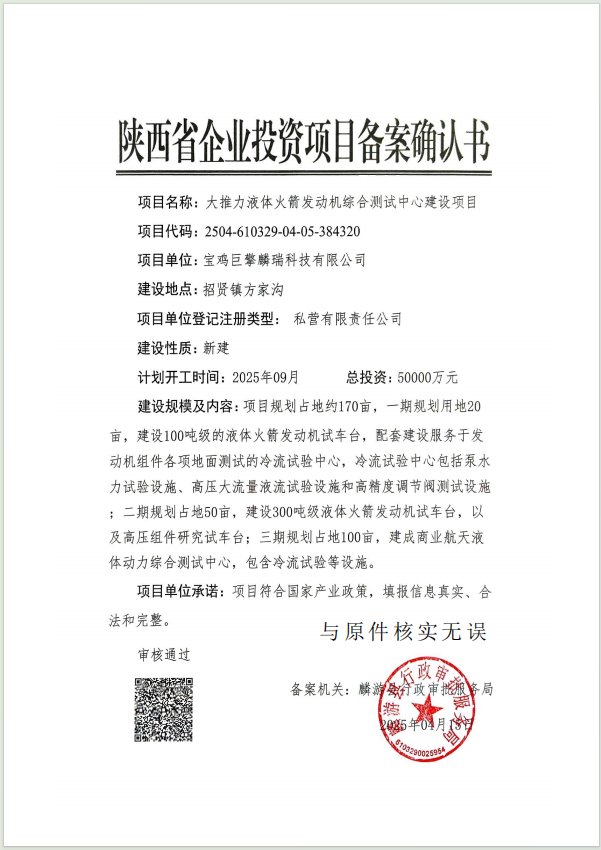 陕西省企业投资项目备案确认书
项目名称：大推力液体火箭发动机综合测试中心建设项目
项目代码：2504-610329-04-05-384320
项目单位：宝鸡巨擎麟瑞科技有限公司
建设地点：招贤镇方家沟
项目单位登记注册类型： 私营有限责任公司
建设性质：新建
计划开工时间：2025年09月 总投资：50000万元
建设规模及内容：项目规划占地约170亩，一期规划用地20
亩，建设100吨级的液体火箭发动机试车台，配套建设服务于发
动机组件各项地面测试的冷流试验中心，冷流试验中心包括泵水
力试验设施、高压大流量液流试验设施和高精度调节阀测试设施
；二期规划占地50亩，建设300吨级液体火箭发动机试车台，以
及高压组件研究试车台；三期规划占地100亩，建成商业航天液
体动力综合测试中心，包含冷流试验等设施。
项目单位承诺：项目符合国家产业政策，填报信息真实、合
法和完整。
与原件核实无误
审核通过
备案机关：麟游县行政审批服务局
2025年04月15日
麟游县行政审批服务局
6103290025954